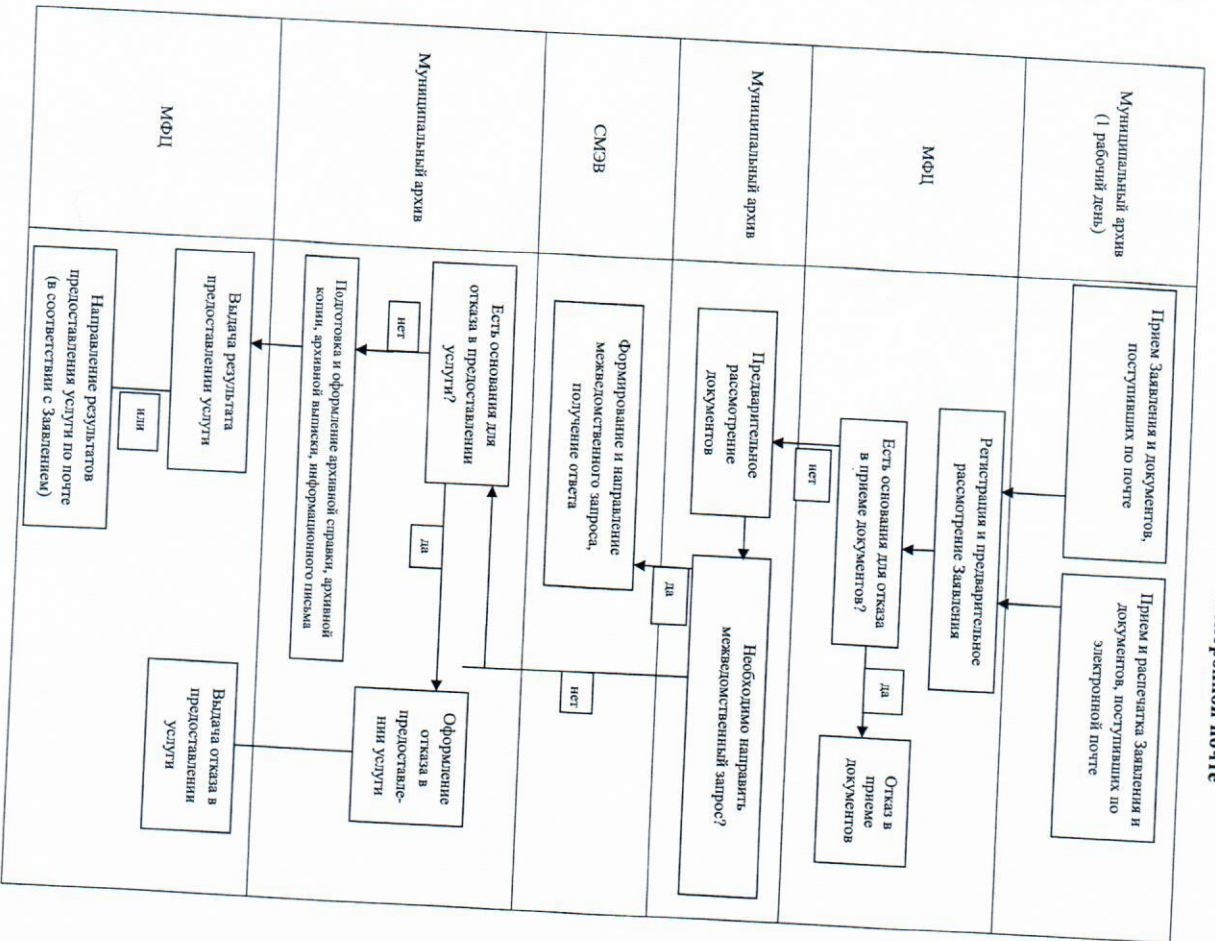 электронной почте
Муниципальный архив
(1 рабочий день)
Прием Заявления и документов,
поступивших по почте
Прием и распечатка Заявления и
документов, поступивших по
электронной почте
МФЦ
Регистрация и предварительное
рассмотрение Заявления
Есть основания для отказа
в приеме документов?
да
Отказ в
приеме
документов
нет
Муниципальный архив
Предварительное
рассмотрение
документов
Необходимо направить
межведомственный запрос?
да
СМЭВ
Формирование и направление
межведомственного запроса,
получение ответа
нет
Муниципальный архив
Есть основания для
отказа в предоставлении
услуги?
да
Оформление
отказа в
предоставле-
нии услуги
нет
Подготовка и оформление архивной справки, архивной
копии, архивной выписки, информационного письма
МФЦ
Выдача результата
предоставлении услуги
или
Направление результатов
предоставления услуги по почте
(в соответствии с Заявлением)
Выдача отказа в
предоставлении
услуги